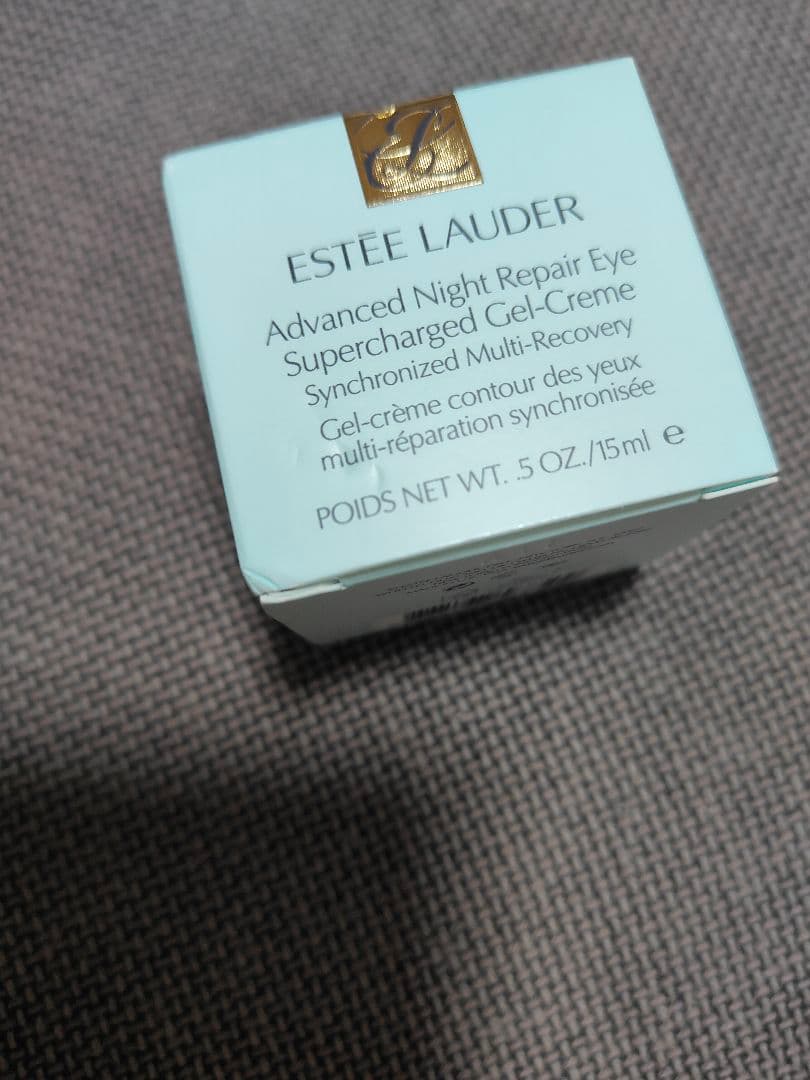 EL
ESTĒE LAUDER
Advanced Night Repair Eye
Supercharged Gel-Creme
Synchronized Multi-Recovery
Gel-crème contour des yeux
multi-réparation synchronisée
POIDS NET WT. .5 OZ./15ml ℮